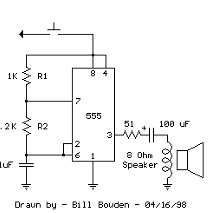 8 4
1K R1
7
555
51 + 100 uF
3
.2K R2
2
8 Ohm
Speaker
6
1uF
1
Drawn by - Bill Bowden - 04/16/98